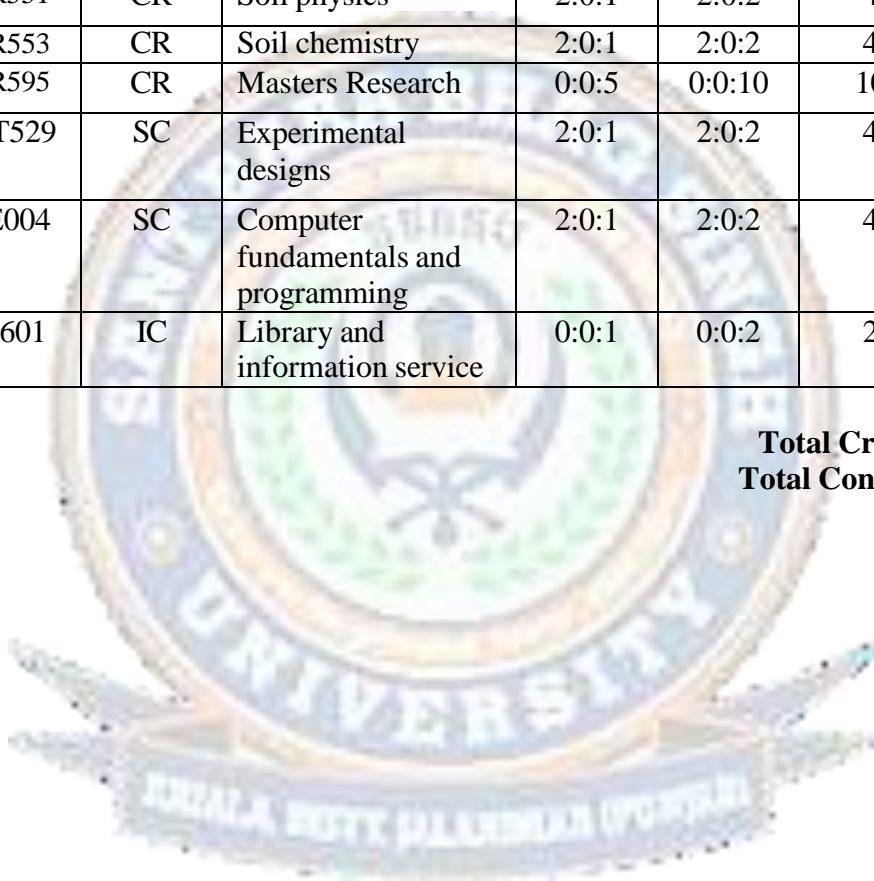 CR Soil physics 2:0:1 2:0:2
R553 CR Soil chemistry 2:0:1 2:0:2 4
R595 CR Masters Research 0:0:5 0:0:10 10
T529 SC Experimental 2:0:1 2:0:2 4
designs
E004 SC Computer 2:0:1 2:0:2 4
fundamentals and
programming
601 IC Library and 0:0:1 0:0:2 2
information service
Total Cr
Total Con
UNIVERSITY